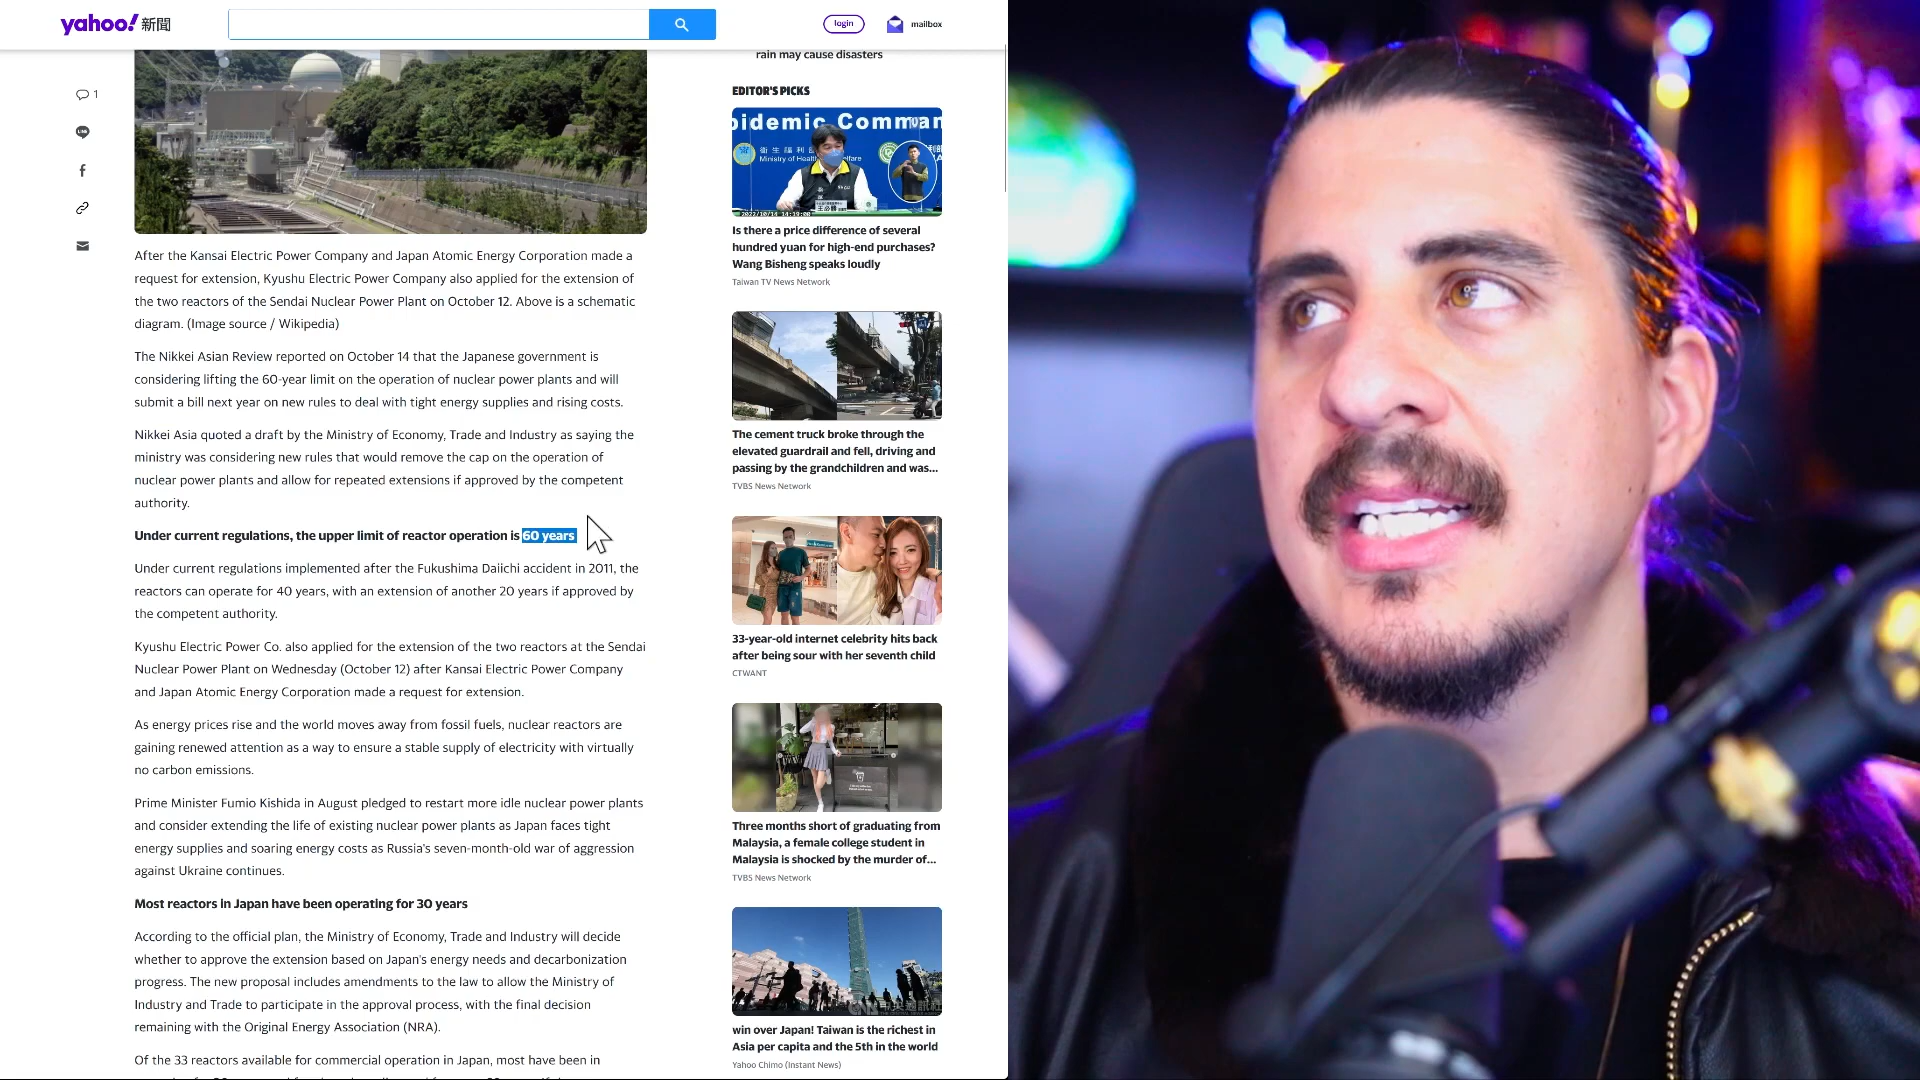 yahoo!新聞
login
mailbox
1
rain may cause disasters
EDITOR'S PICKS
After the Kansai Electric Power Company and Japan Atomic Energy Corporation made a
request for extension, Kyushu Electric Power Company also applied for the extension of
the two reactors of the Sendai Nuclear Power Plant on October 12. Above is a schematic
diagram. (Image source / Wikipedia)
The Nikkei Asian Review reported on October 14 that the Japanese government is
considering lifting the 60-year limit on the operation of nuclear power plants and will
submit a bill next year on new rules to deal with tight energy supplies and rising costs.
Nikkei Asia quoted a draft by the Ministry of Economy, Trade and Industry as saying the
ministry was considering new rules that would remove the cap on the operation of
nuclear power plants and allow for repeated extensions if approved by the competent
authority.
Under current regulations, the upper limit of reactor operation is 60 years
Under current regulations implemented after the Fukushima Daiichi accident in 2011, the
reactors can operate for 40 years, with an extension of another 20 years if approved by
the competent authority.
Kyushu Electric Power Co. also applied for the extension of the two reactors at the Sendai
Nuclear Power Plant on Wednesday (October 12) after Kansai Electric Power Company
and Japan Atomic Energy Corporation made a request for extension.
As energy prices rise and the world moves away from fossil fuels, nuclear reactors are
gaining renewed attention as a way to ensure a stable supply of electricity with virtually
no carbon emissions.
Prime Minister Fumio Kishida in August pledged to restart more idle nuclear power plants
and consider extending the life of existing nuclear power plants as Japan faces tight
energy supplies and soaring energy costs as Russia's seven-month-old war of aggression
against Ukraine continues.
Most reactors in Japan have been operating for 30 years
According to the official plan, the Ministry of Economy, Trade and Industry will decide
whether to approve the extension based on Japan's energy needs and decarbonization
progress. The new proposal includes amendments to the law to allow the Ministry of
Industry and Trade to participate in the approval process, with the final decision
remaining with the Original Energy Association (NRA).
Of the 33 reactors available for commercial operation in Japan, most have been in
pidemic Comman
衛生福利部
Ministry of Health
elfare
王必勝
2022/10/14 14:19:00
Is there a price difference of several
hundred yuan for high-end purchases?
Wang Bisheng speaks loudly
Taiwan TV News Network
The cement truck broke through the
elevated guardrail and fell, driving and
passing by the grandchildren and was...
TVBS News Network
33-year-old internet celebrity hits back
after being sour with her seventh child
CTWANT
Three months short of graduating from
Malaysia, a female college student in
Malaysia is shocked by the murder of...
TVBS News Network
win over Japan! Taiwan is the richest in
Asia per capita and the 5th in the world
Yahoo Chimo (Instant News)